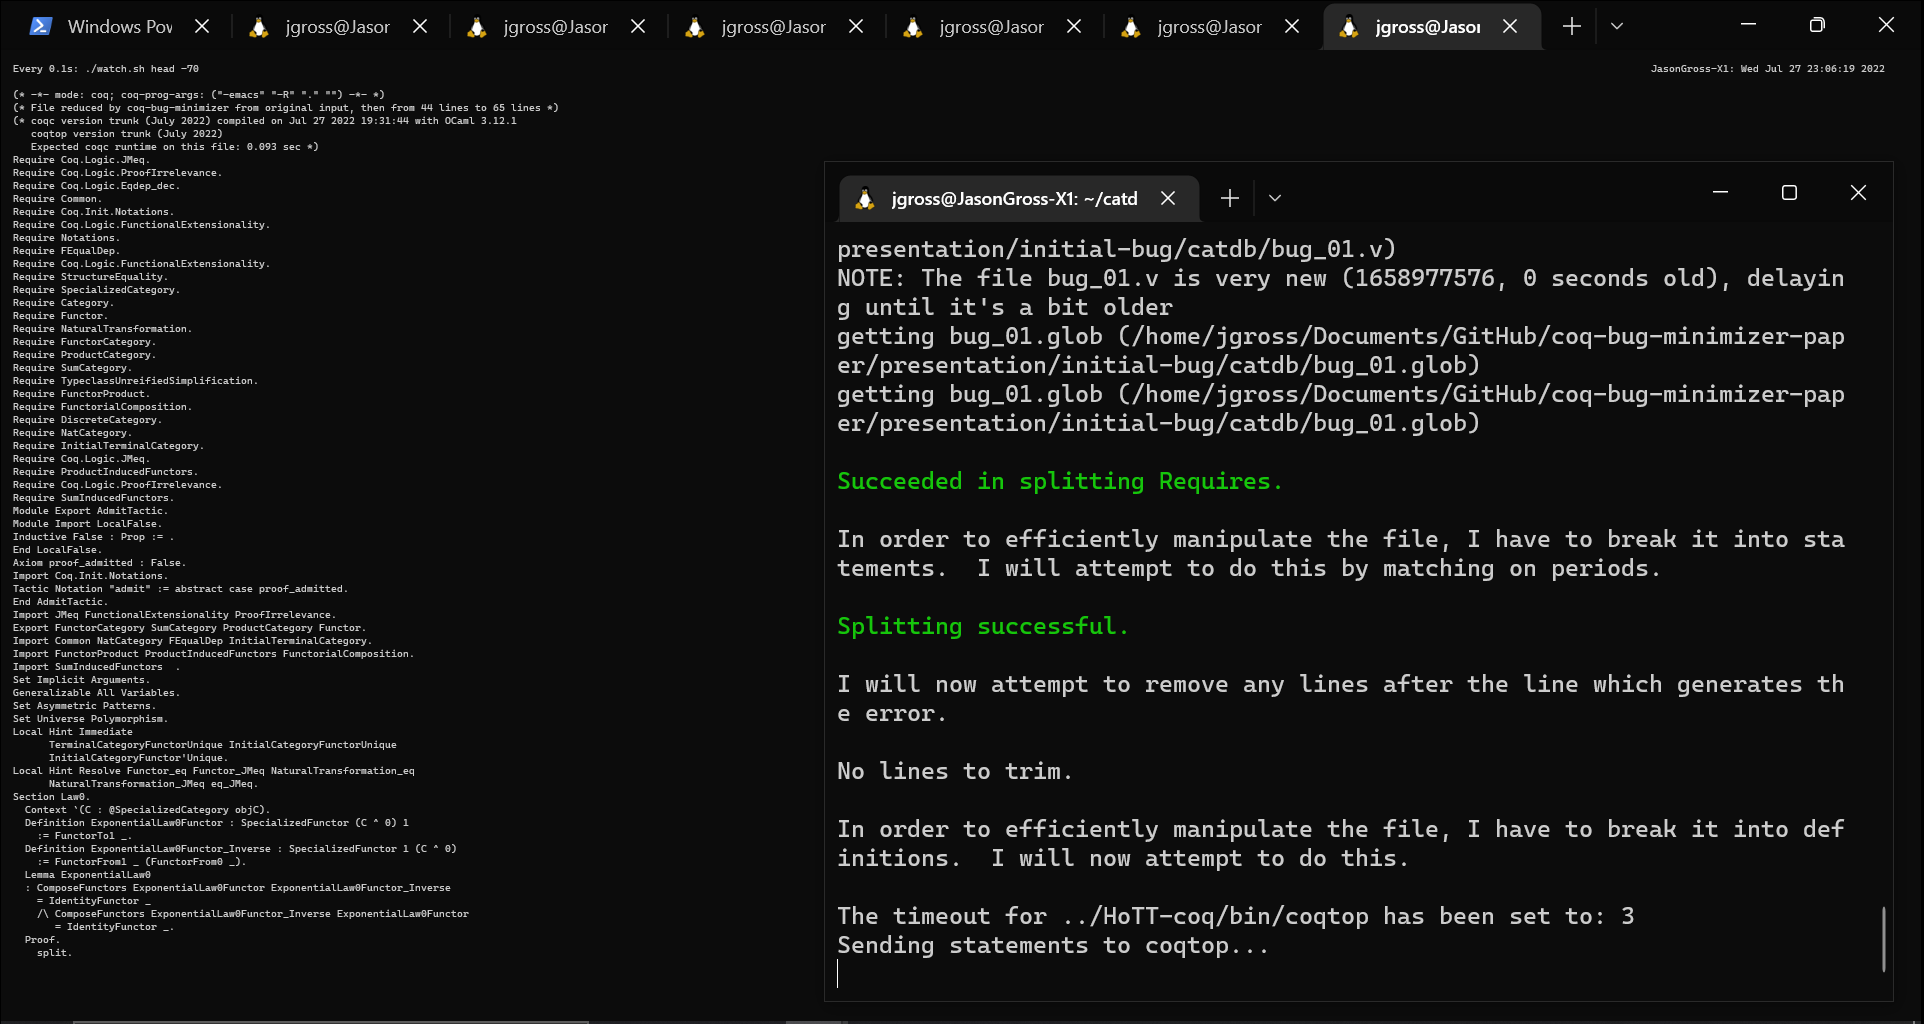 Windows Pow
jgross@Jasor
jgross@Jasor
jgross@Jasor
jgross@Jasor
jgross@Jasor
jgross@Jasor
Every 0.1s: ./watch.sh head -70
JasonGross-X1: Wed Jul 27 23:06:19 2022
(* -*- mode: coq; coq-prog-args: ("-emacs" "-R" "." "") -*- *)
(* File reduced by coq-bug-minimizer from original input, then from 44 lines to 65 lines *)
(* coqc version trunk (July 2022) compiled on Jul 27 2022 19:31:44 with OCaml 3.12.1
coqtop version trunk (July 2022)
Expected coqc runtime on this file: 0.093 sec *)
Require Coq.Logic.JMeq.
Require Coq.Logic.ProofIrrelevance.
Require Coq.Logic.Eqdep_dec.
Require Common.
Require Coq.Init.Notations.
Require Coq.Logic.FunctionalExtensionality.
Require Notations.
Require FEqualDep.
Require Coq.Logic.FunctionalExtensionality.
Require StructureEquality.
Require SpecializedCategory.
Require Category.
Require Functor.
Require NaturalTransformation.
Require FunctorCategory.
Require ProductCategory.
Require SumCategory.
Require TypeclassUnreifiedSimplification.
Require FunctorProduct.
Require FunctorialComposition.
Require DiscreteCategory.
Require NatCategory.
Require InitialTerminalCategory.
Require Coq.Logic.JMeq.
Require ProductInducedFunctors.
Require Coq.Logic.ProofIrrelevance.
Require SumInducedFunctors.
Module Export AdmitTactic.
Module Import LocalFalse.
Inductive False : Prop := .
End LocalFalse.
Axiom proof_admitted : False.
Import Coq.Init.Notations.
Tactic Notation "admit" := abstract case proof_admitted.
End AdmitTactic.
Import JMeq FunctionalExtensionality ProofIrrelevance.
Export FunctorCategory SumCategory ProductCategory Functor.
Import Common NatCategory FEqualDep InitialTerminalCategory.
Import FunctorProduct ProductInducedFunctors FunctorialComposition.
Import SumInducedFunctors  .
Set Implicit Arguments.
Generalizable All Variables.
Set Asymmetric Patterns.
Set Universe Polymorphism.
Local Hint Immediate
TerminalCategoryFunctorUnique InitialCategoryFunctorUnique
InitialCategoryFunctor'Unique.
Local Hint Resolve Functor_eq Functor_JMeq NaturalTransformation_eq
NaturalTransformation_JMeq eq_JMeq.
Section Law0.
Context `(C : @SpecializedCategory objC).
Definition ExponentialLaw0Functor : SpecializedFunctor (C ^ 0) 1
:= FunctorTo1 _.
Definition ExponentialLaw0Functor_Inverse : SpecializedFunctor 1 (C ^ 0)
:= FunctorFrom1 _ (FunctorFrom0 _).
Lemma ExponentialLaw0
: ComposeFunctors ExponentialLaw0Functor ExponentialLaw0Functor_Inverse
= IdentityFunctor _
/\ ComposeFunctors ExponentialLaw0Functor_Inverse ExponentialLaw0Functor
= IdentityFunctor _.
Proof.
split.
jgross@JasonGross-X1: ~/catd
presentation/initial-bug/catdb/bug_01.v)
NOTE: The file bug_01.v is very new (1658977576, 0 seconds old), delayin
g until it's a bit older
getting bug_01.glob (/home/jgross/Documents/GitHub/coq-bug-minimizer-pap
er/presentation/initial-bug/catdb/bug_01.glob)
getting bug_01.glob (/home/jgross/Documents/GitHub/coq-bug-minimizer-pap
er/presentation/initial-bug/catdb/bug_01.glob)
Succeeded in splitting Requires.
In order to efficiently manipulate the file, I have to break it into sta
tements.  I will attempt to do this by matching on periods.
Splitting successful.
I will now attempt to remove any lines after the line which generates th
e error.
No lines to trim.
In order to efficiently manipulate the file, I have to break it into def
initions.  I will now attempt to do this.
The timeout for ../HoTT-coq/bin/coqtop has been set to: 3
Sending statements to coqtop...